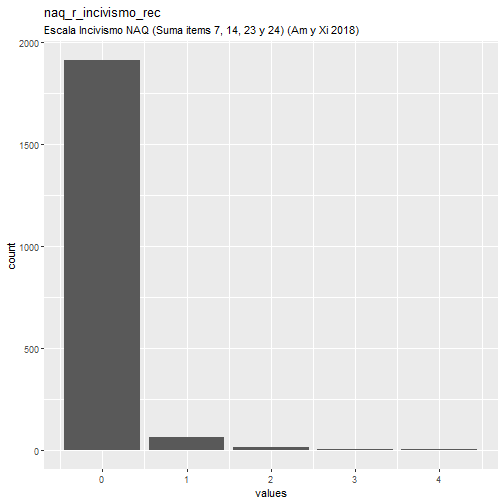 naq_r_incivismo_rec
Escala Incivismo NAQ (Suma items 7, 14, 23 y 24) (Am y Xi 2018)
2000
1500
1000
500
0
count
0 1 2 3 4
values